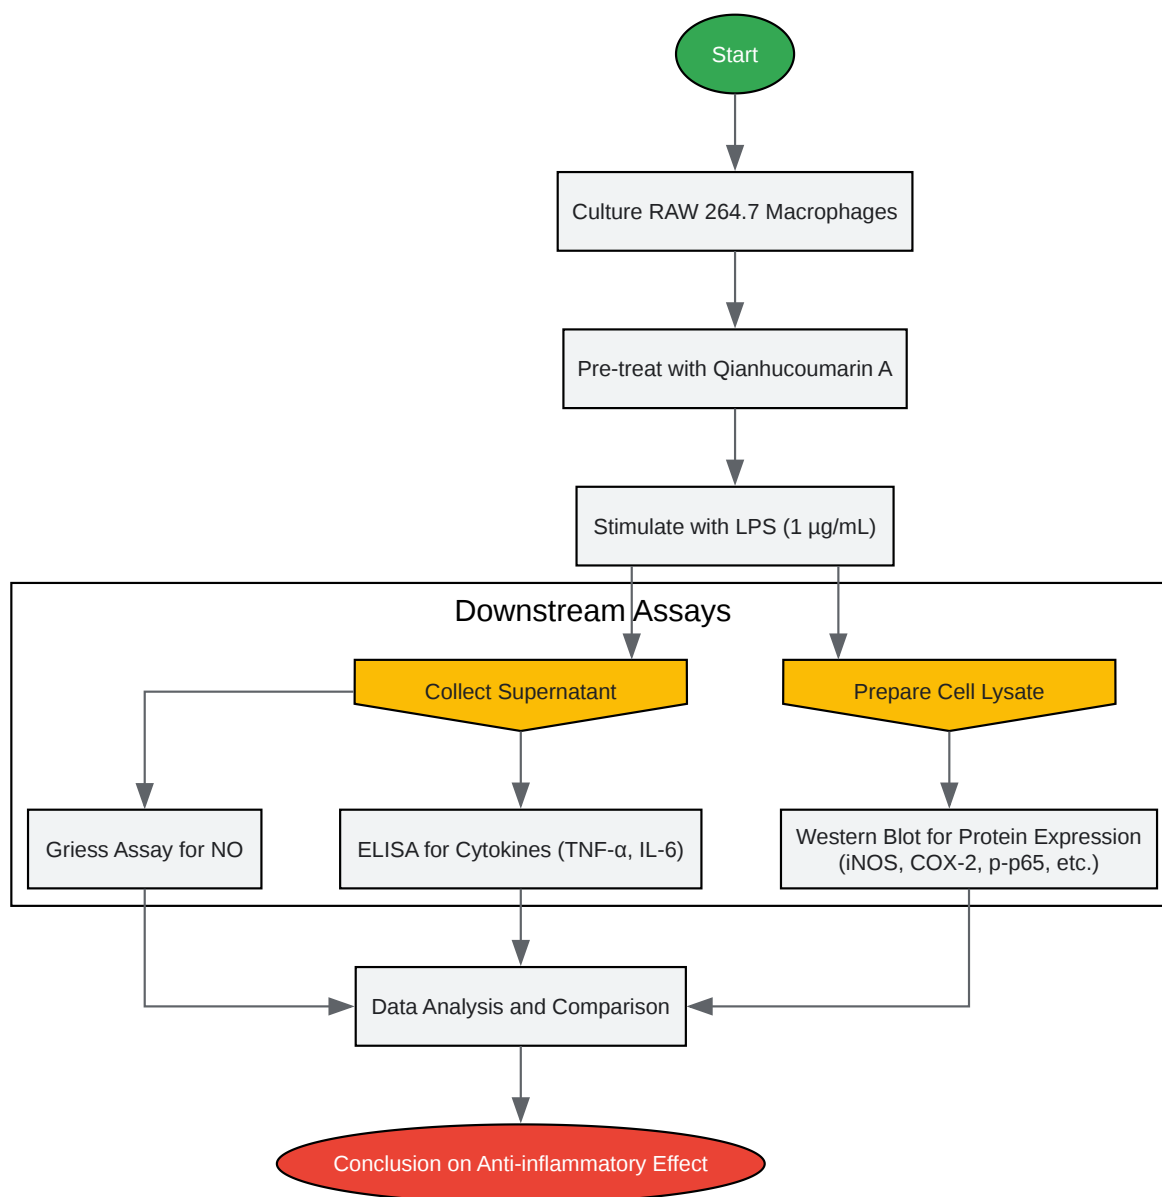 Start
Culture RAW 264.7 Macrophages
Pre-treat with Qianhucoumarin A
Stimulate with LPS (1 µg/mL)
Downstream Assays
Collect Supernatant
Prepare Cell Lysate
Griess Assay for NO
ELISA for Cytokines (TNF-α, IL-6)
Western Blot for Protein Expression
(iNOS, COX-2, p-p65, etc.)
Data Analysis and Comparison
Conclusion on Anti-inflammatory Effect